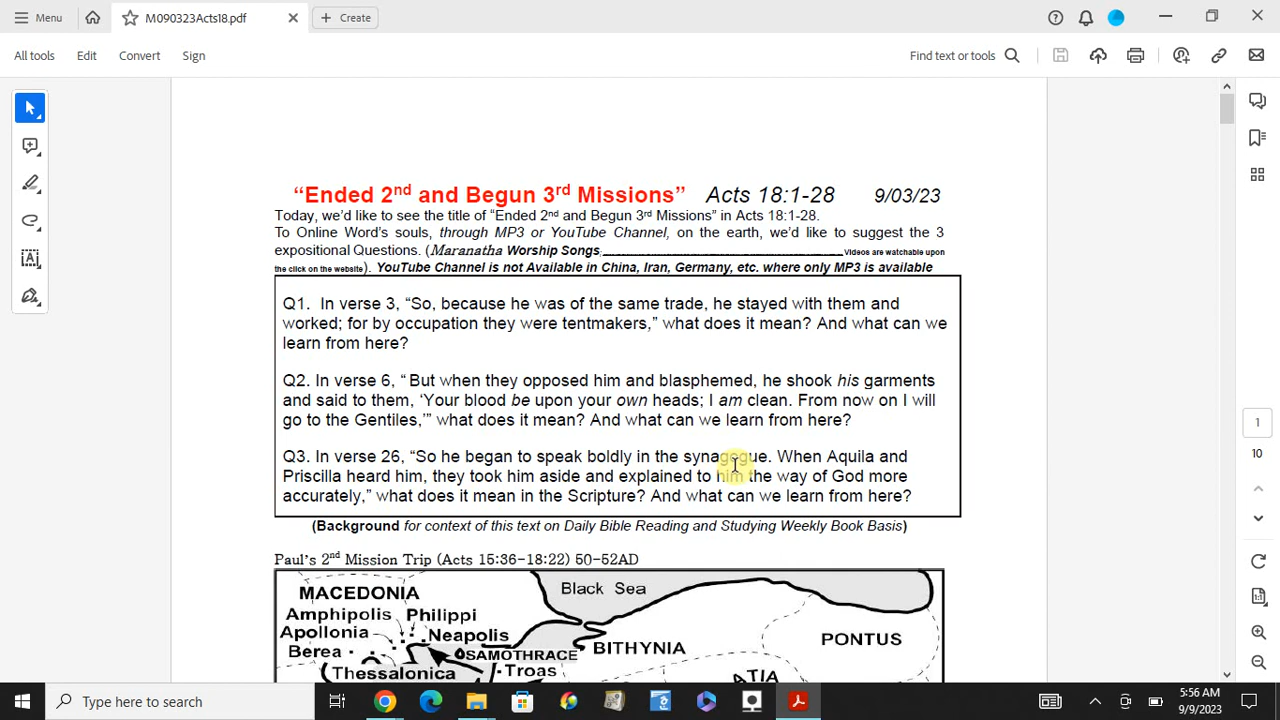 Menu
M090323Acts18.pdf
Create
All tools
Edit
Convert
Sign
Find text or tools
"Ended 2nd and Begun 3rd Missions" Acts 18:1-28 9/03/23
Today, we'd like to see the title of "Ended 2nd and Begun 3rd Missions" in Acts 18:1-28.
To Online Word's souls, through MP3 or YouTube Channel, on the earth, we'd like to suggest the 3
expositional Questions. (Maranatha Worship Songs, Videos are watchable upon
the click on the website). YouTube Channel is not Available in China, Iran, Germany, etc. where only MP3 is available
Q1. In verse 3, "So, because he was of the same trade, he stayed with them and
worked; for by occupation they were tentmakers," what does it mean? And what can we
learn from here?
Q2. In verse 6, "But when they opposed him and blasphemed, he shook his garments
and said to them, 'Your blood be upon your own heads; I am clean. From now on I will
go to the Gentiles,'" what does it mean? And what can we learn from here?
Q3. In verse 26, "So he began to speak boldly in the synagogue. When Aquila and
Priscilla heard him, they took him aside and explained to him the way of God more
accurately," what does it mean in the Scripture? And what can we learn from here?
(Background for context of this text on Daily Bible Reading and Studying Weekly Book Basis)
Paul's 2nd Mission Trip (Acts 15:36-18:22) 50-52AD
Black Sea
MACEDONIA
Amphipolis Philippi
Apollonia Neapolis
Berea
SAMOTHRACE
Thessalonica
Troas
BITHYNIA
PONTUS
ATIA
1
10
Type here to search
5:56 AM
9/9/2023